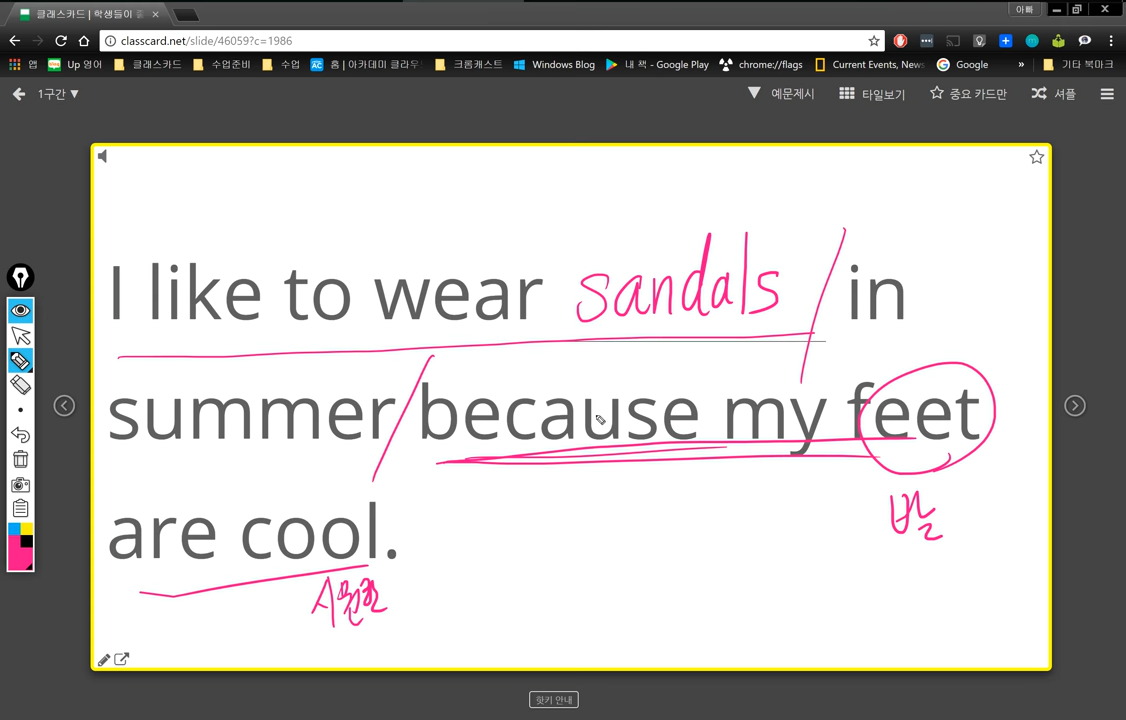 클래스카드 | 학생들이 좋
아빠
classcard.net/slide/46059?c=1986
앱 Up 영어 클래스카드 수업준비 수업 홈 | 아카데미 클라우 크롬캐스트 Windows Blog 내 책 - Google Play chrome://flags Current Events, News Google » 기타 북마크
1구간 ▼ ▼ 예문제시 타일보기 중요 카드만 셔플
I like to wear sandals / in
summer / because my feet
발
are cool.
시원한
핫키 안내